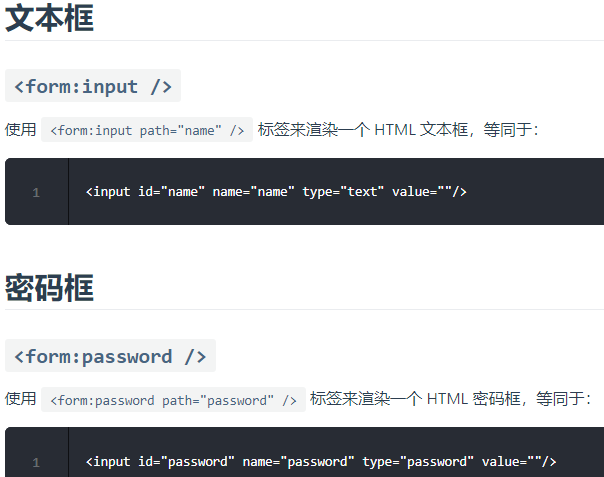 文本框
<form:input />
使用 <form:input path="name" /> 标签来渲染一个 HTML 文本框，等同于：
1 <input id="name" name="name" type="text" value=""/>
密码框
<form:password />
使用 <form:password path="password" /> 标签来渲染一个 HTML 密码框，等同于：
1 <input id="password" name="password" type="password" value=""/>